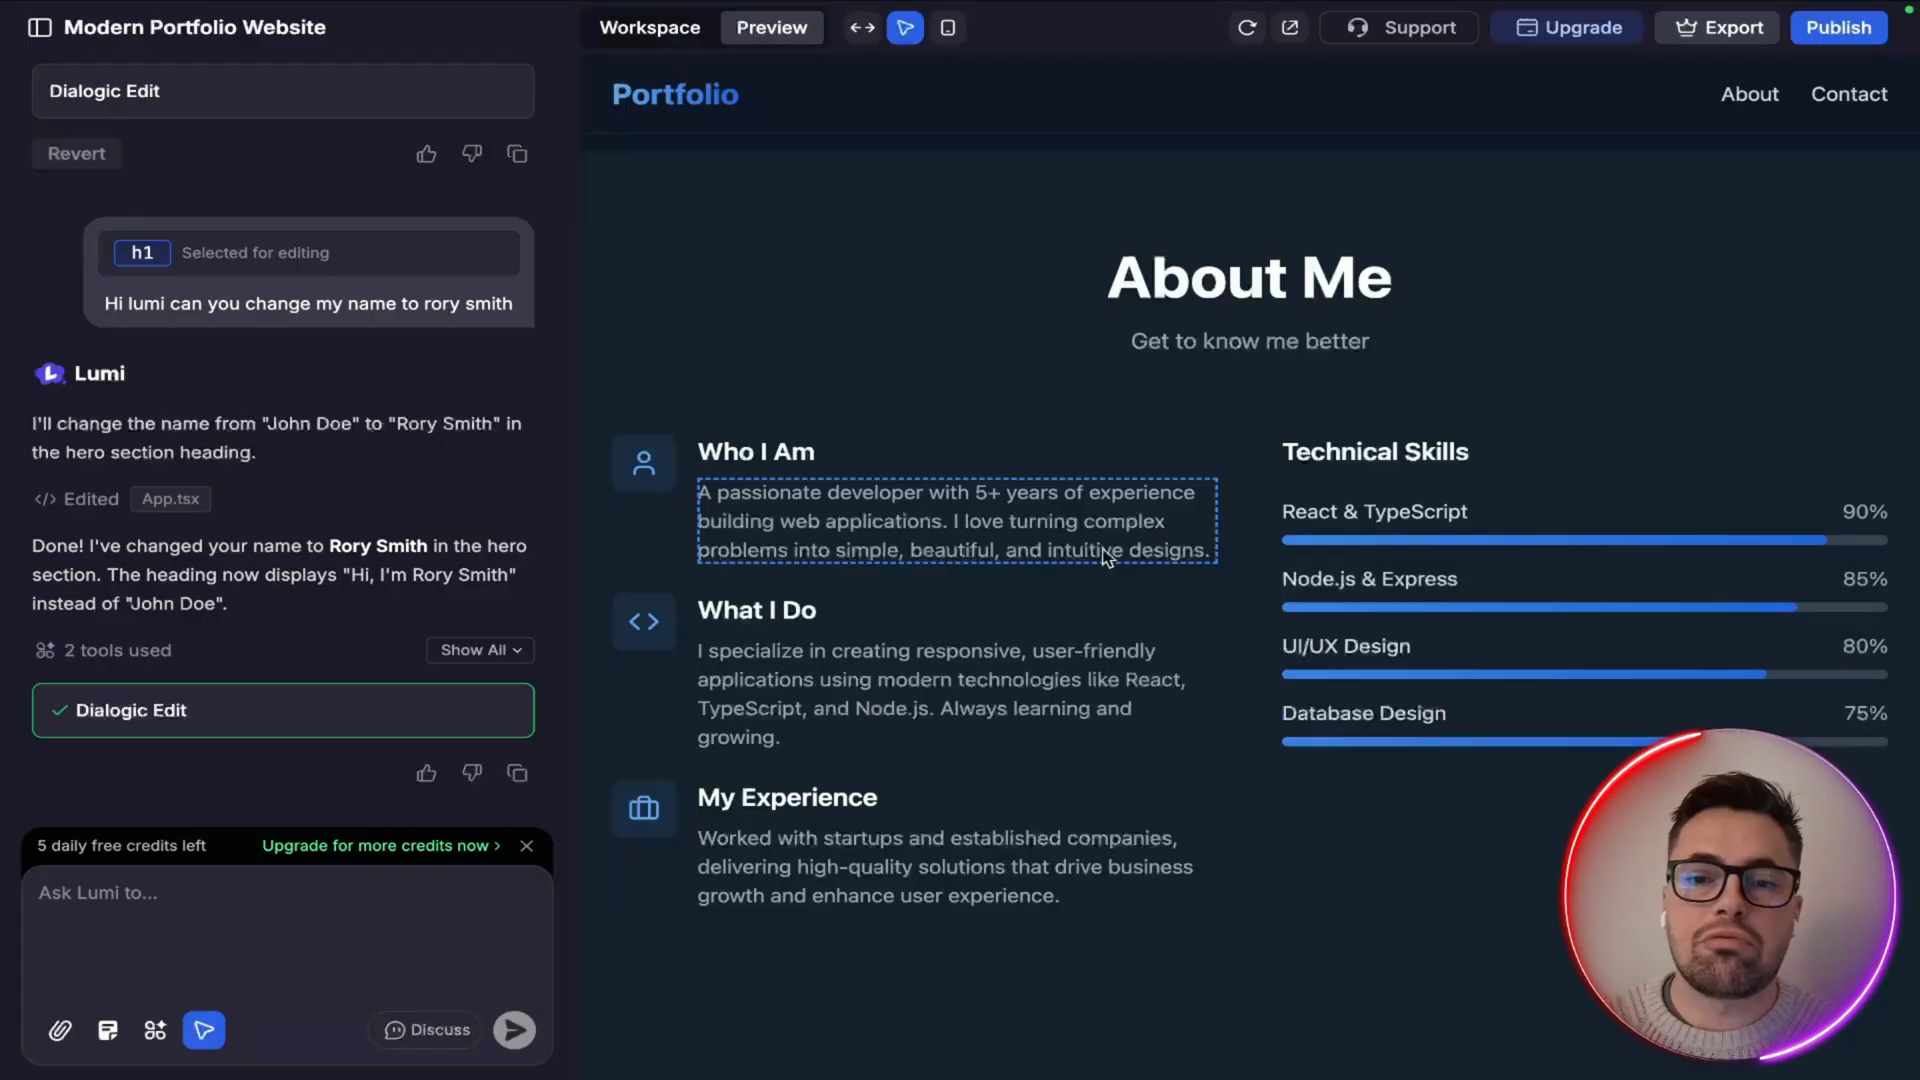 Modern Portfolio Website
Dialogic Edit
Revert
h1 Selected for editing
Hi lumi can you change my name to rory smith
Lumi
I'll change the name from "John Doe" to "Rory Smith" in
the hero section heading.
Edited App.tsx
Done! I've changed your name to Rory Smith in the hero
section. The heading now displays "Hi, I'm Rory Smith"
instead of "John Doe".
2 tools used
Show All
Dialogic Edit
5 daily free credits left
Upgrade for more credits now >
Ask Lumi to...
Discuss
Workspace
Preview
Support
Upgrade
Export
Publish
Portfolio
About
Contact
About Me
Get to know me better
Who I Am
A passionate developer with 5+ years of experience
building web applications. I love turning complex
problems into simple, beautiful, and intuitive designs.
What I Do
I specialize in creating responsive, user-friendly
applications using modern technologies like React,
TypeScript, and Node.js. Always learning and
growing.
My Experience
Worked with startups and established companies,
delivering high-quality solutions that drive business
growth and enhance user experience.
Technical Skills
React & TypeScript 90%
Node.js & Express 85%
UI/UX Design 80%
Database Design 75%